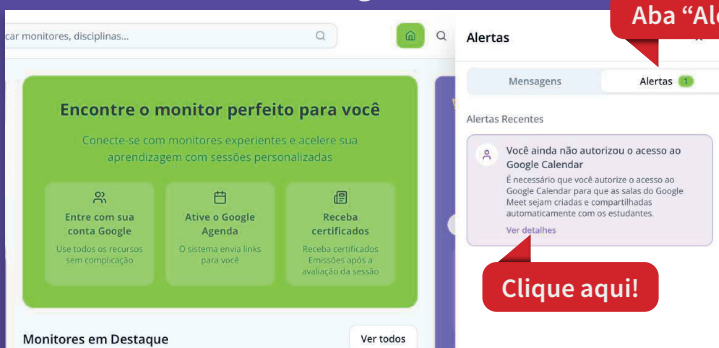 Aba “Ale
car monitores, disciplinas...
Alertas
Mensagens
Alertas 1
Alertas Recentes
Você ainda não autorizou o acesso ao
Google Calendar
É necessário que você autorize o acesso ao
Google Calendar para que as salas do Google
Meet sejam criadas e compartilhadas
automaticamente com os estudantes.
Ver detalhes
Clique aqui!
Encontre o monitor perfeito para você
Conecte-se com monitores experientes e acelere sua
aprendizagem com sessões personalizadas
Entre com sua
conta Google
Use todos os recursos
sem complicação
Ative o Google
Agenda
O sistema envia links
para você
Receba
certificados
Receba certificados
Emissões após a
avaliação da sessão
Monitores em Destaque
Ver todos